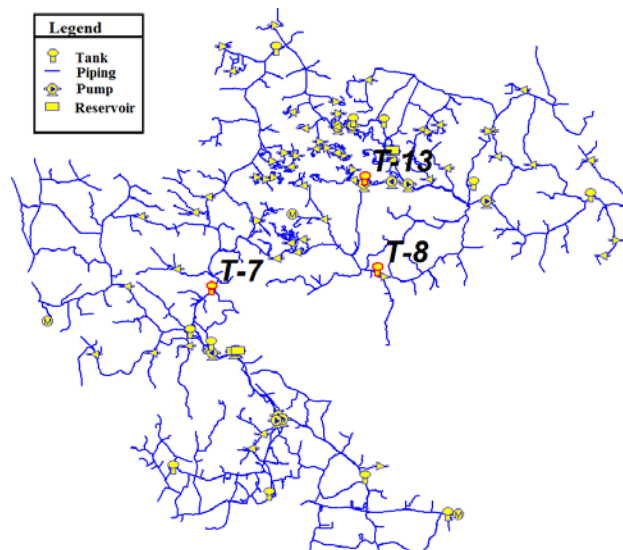 Legend
Tank
Piping
Pump
Reservoir
T-13
T-8
T-7
M
M
M